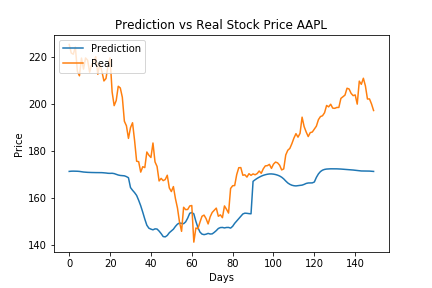 Prediction vs Real Stock Price AAPL
Prediction
Real
220
200
180
160
140
Price
0 20 40 60 80 100 120 140
Days